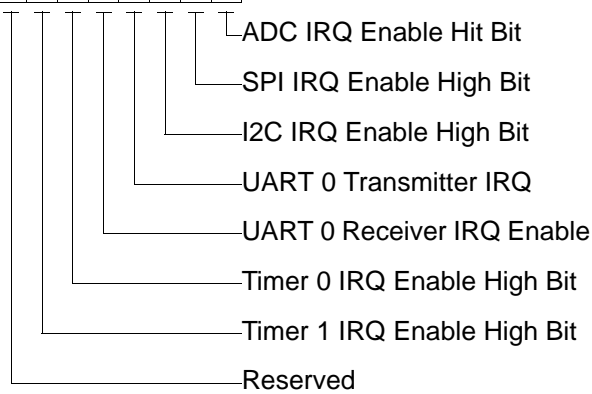 ADC IRQ Enable Hit Bit
SPI IRQ Enable High Bit
I2C IRQ Enable High Bit
UART 0 Transmitter IRQ
UART 0 Receiver IRQ Enable
Timer 0 IRQ Enable High Bit
Timer 1 IRQ Enable High Bit
Reserved